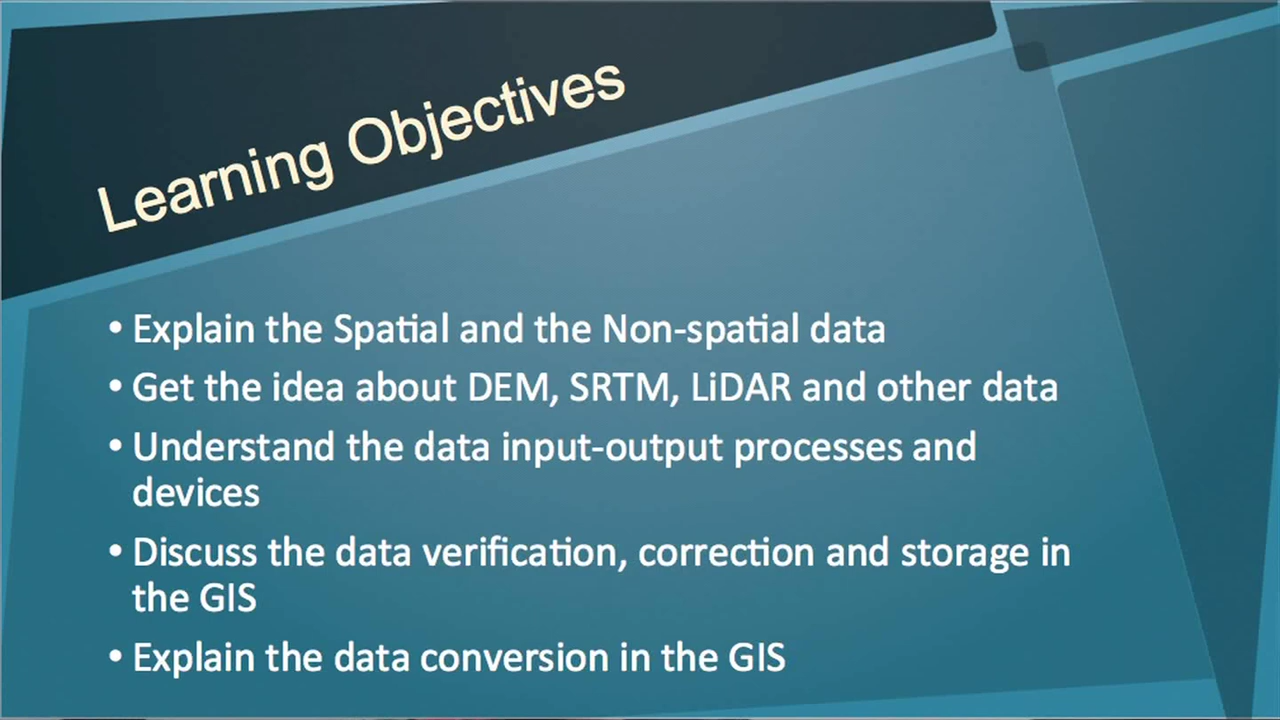 Learning Objectives
• Explain the Spatial and the Non-spatial data
• Get the idea about DEM, SRTM, LiDAR and other data
• Understand the data input-output processes and
devices
• Discuss the data verification, correction and storage in
the GIS
• Explain the data conversion in the GIS